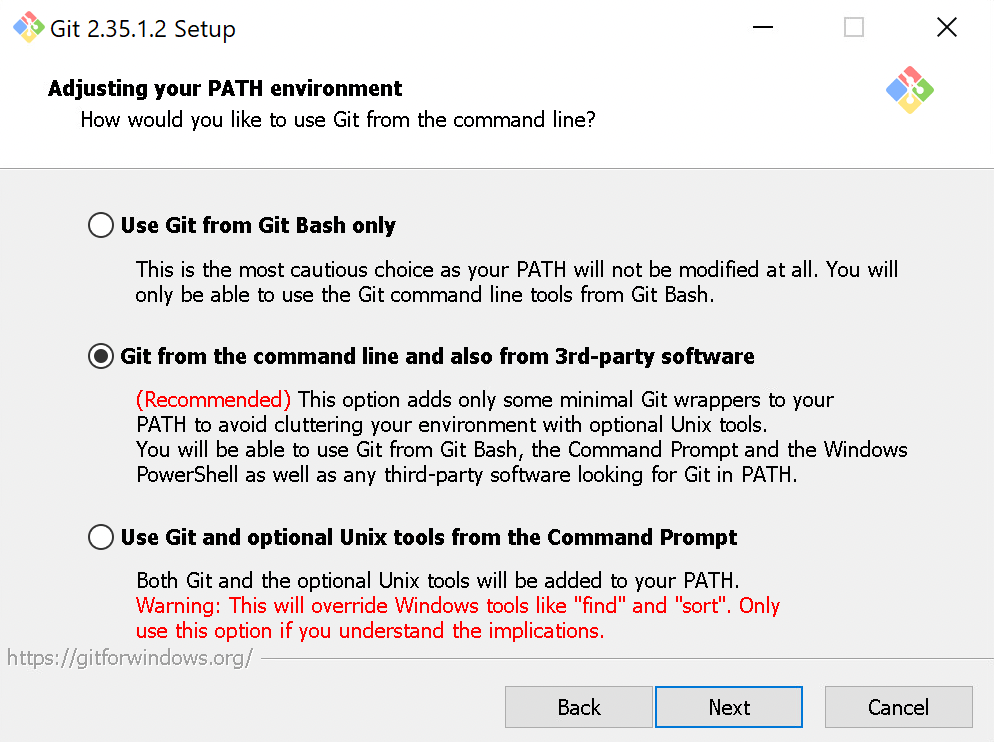 Git 2.35.1.2 Setup
Adjusting your PATH environment
How would you like to use Git from the command line?
Use Git from Git Bash only
This is the most cautious choice as your PATH will not be modified at all. You will
only be able to use the Git command line tools from Git Bash.
Git from the command line and also from 3rd-party software
(Recommended) This option adds only some minimal Git wrappers to your
PATH to avoid cluttering your environment with optional Unix tools.
You will be able to use Git from Git Bash, the Command Prompt and the Windows
PowerShell as well as any third-party software looking for Git in PATH.
Use Git and optional Unix tools from the Command Prompt
Both Git and the optional Unix tools will be added to your PATH.
Warning: This will override Windows tools like "find" and "sort". Only
use this option if you understand the implications.
https://gitforwindows.org/
Back Next Cancel